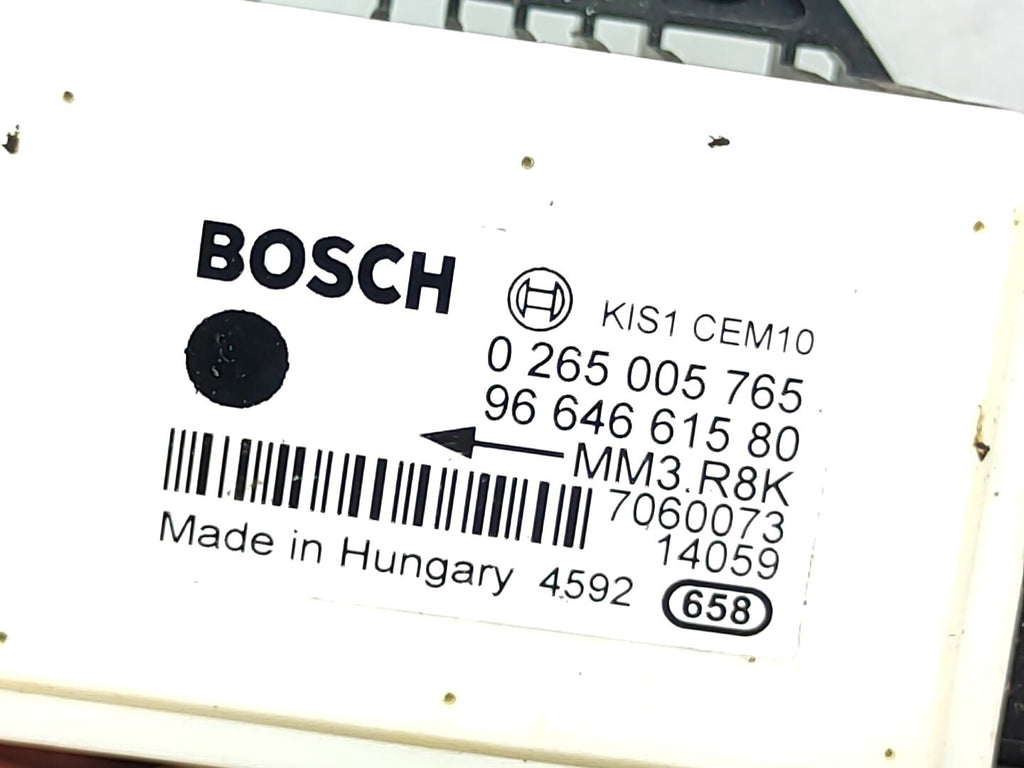 BOSCH
KIS1 CEM10
0 265 005 765
96 646 615 80
MM3.R8K
7060073
14059
Made in Hungary 4592
658